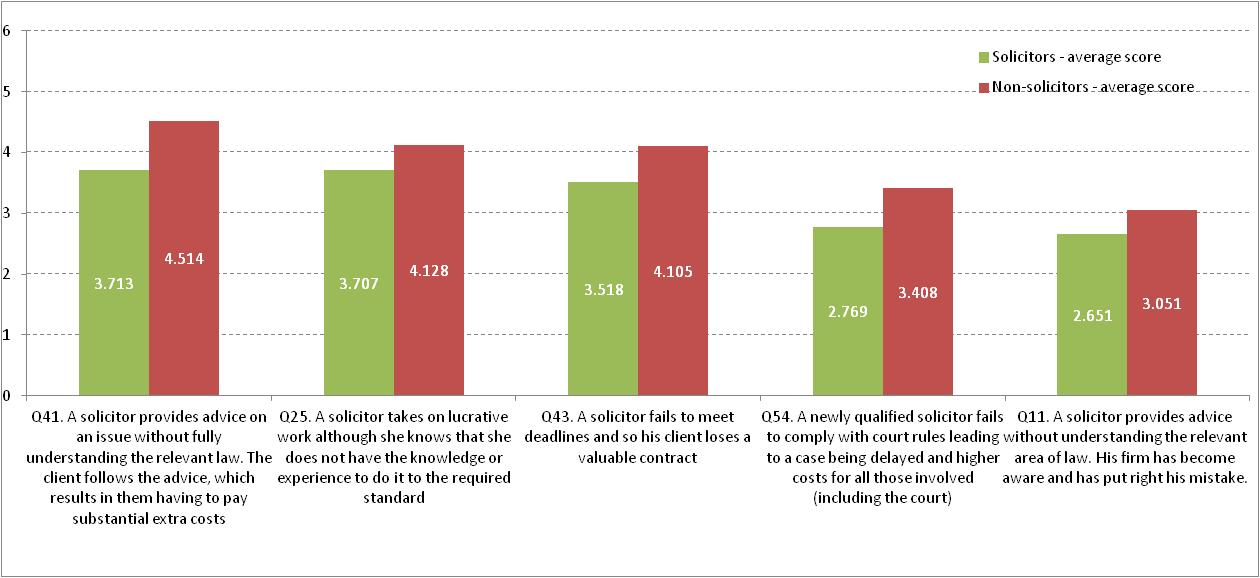 6
5
4
3
2
1
0
Solicitors - average score
Non-solicitors - average score
3.713
4.514
3.707
4.128
3.518
4.105
2.769
3.408
2.651
3.051
Q41. A solicitor provides advice on
an issue without fully
understanding the relevant law. The
client follows the advice, which
results in them having to pay
substantial extra costs
Q25. A solicitor takes on lucrative
work although she knows that she
does not have the knowledge or
experience to do it to the required
standard
Q43. A solicitor fails to meet
deadlines and so his client loses a
valuable contract
Q54. A newly qualified solicitor fails
to comply with court rules leading
to a case being delayed and higher
costs for all those involved
(including the court)
Q11. A solicitor provides advice
without understanding the relevant
area of law. His firm has become
aware and has put right his mistake.